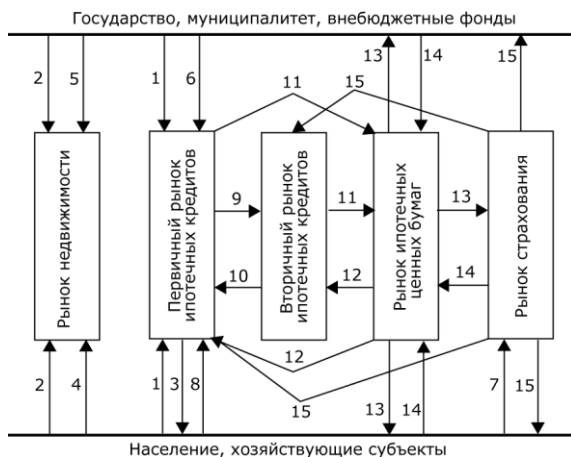 Государство, муниципалитет, внебюджетные фонды
2
5
1
6
11
15
13
14
15
Рынок недвижимости
Первичный рынок
ипотечных кредитов
9
10
Вторичный рынок
ипотечных кредитов
11
12
Рынок ипотечных
ценных бумаг
13
14
Рынок страхования
2
4
1
3
8
12
15
13
14
7
15
Население, хозяйствующие субъекты